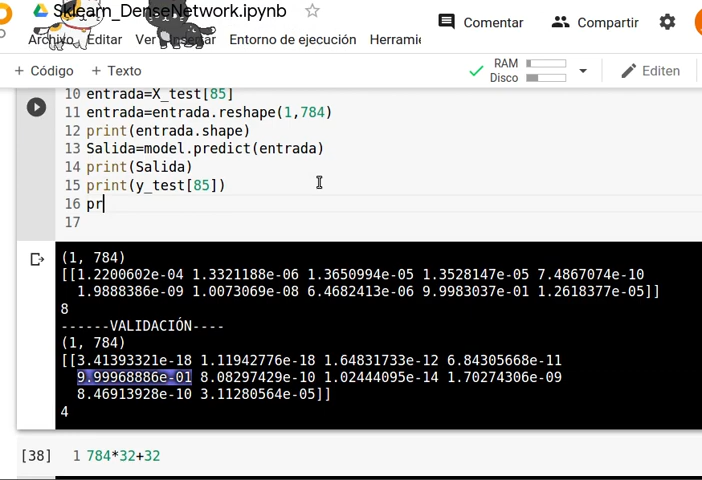 Sklearn_DenseNetwork.ipynb
Comentar
Compartir
Archivo Editar Ver Insertar Entorno de ejecución Herramie
+ Código + Texto
RAM
Disco
Editen
10 entrada=X_test[85]
11 entrada=entrada.reshape(1,784)
12 print(entrada.shape)
13 Salida=model.predict(entrada)
14 print(Salida)
15 print(y_test[85])
16 pr
17
(1, 784)
[[1.2200602e-04 1.3321188e-06 1.3650994e-05 1.3528147e-05 7.4867074e-10
1.9888386e-09 1.0073069e-08 6.4682413e-06 9.9983037e-01 1.2618377e-05]]
8
------VALIDACIÓN----
(1, 784)
[[3.41393321e-18 1.11942776e-18 1.64831733e-12 6.84305668e-11
9.99968886e-01 8.08297429e-10 1.02444095e-14 1.70274306e-09
8.46913928e-10 3.11280564e-05]]
4
[38] 1 784*32+32